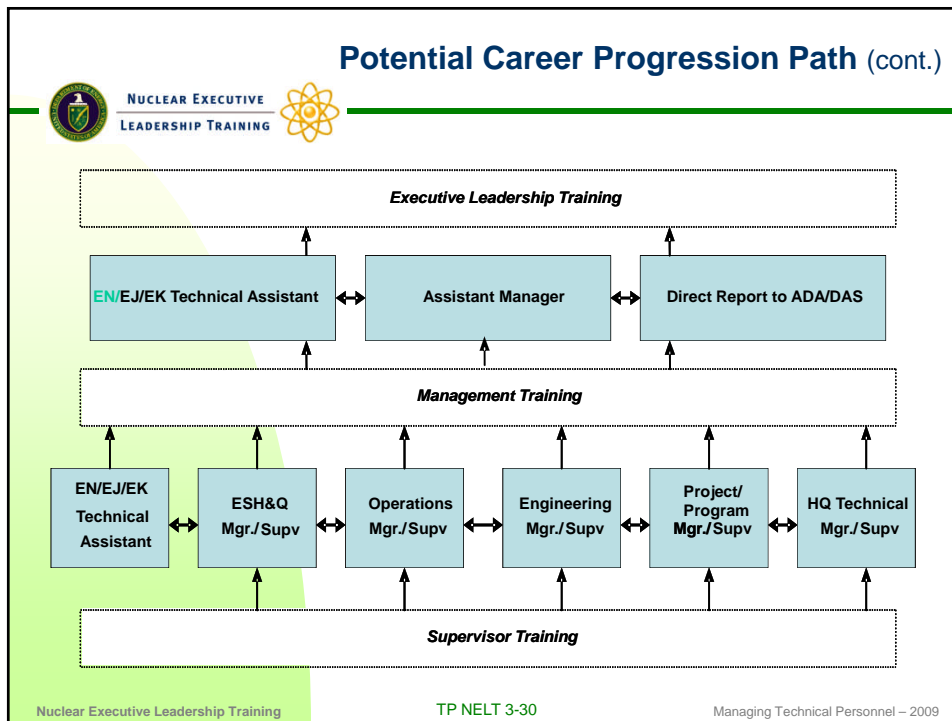 Potential Career Progression Path (cont.)
NUCLEAR EXECUTIVE
LEADERSHIP TRAINING
Executive Leadership Training
EN/EJ/EK Technical Assistant
Assistant Manager
Direct Report to ADA/DAS
Management Training
EN/EJ/EK
Technical
Assistant
ESH&Q
Mgr./Supv
Operations
Mgr./Supv
Engineering
Mgr./Supv
Project/
Program
Mgr./Supv
HQ Technical
Mgr./Supv
Supervisor Training
Nuclear Executive Leadership Training
TP NELT 3-30
Managing Technical Personnel – 2009